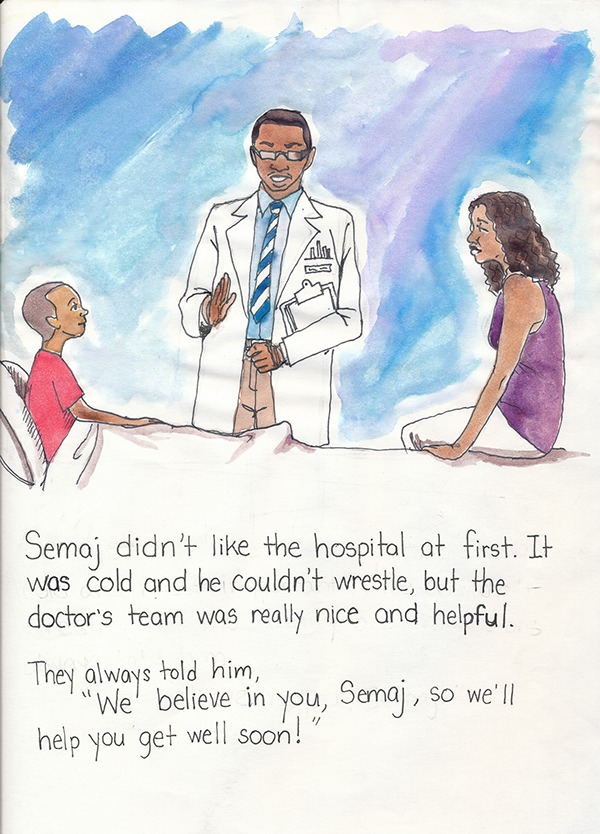 Semaj didn't like the hospital at first. It
was cold and he couldn't wrestle, but the
doctor's team was really nice and helpful.
They always told him,
"We believe in you, Semaj, so we'll
help you get well soon!"